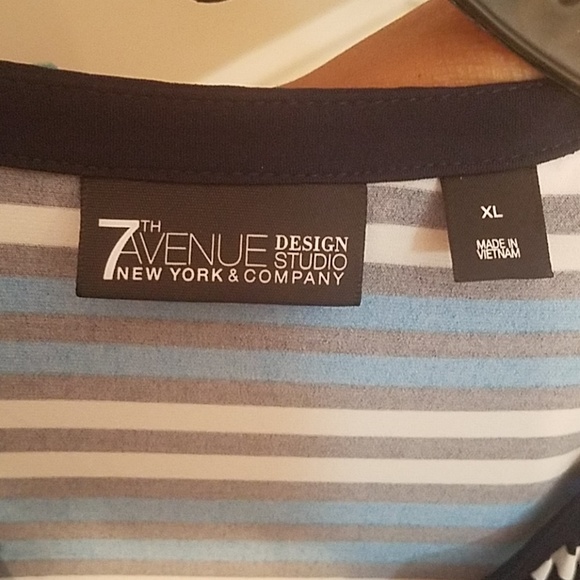 7TH AVENUE DESIGN STUDIO
NEW YORK & COMPANY
XL
MADE IN
VIETNAM